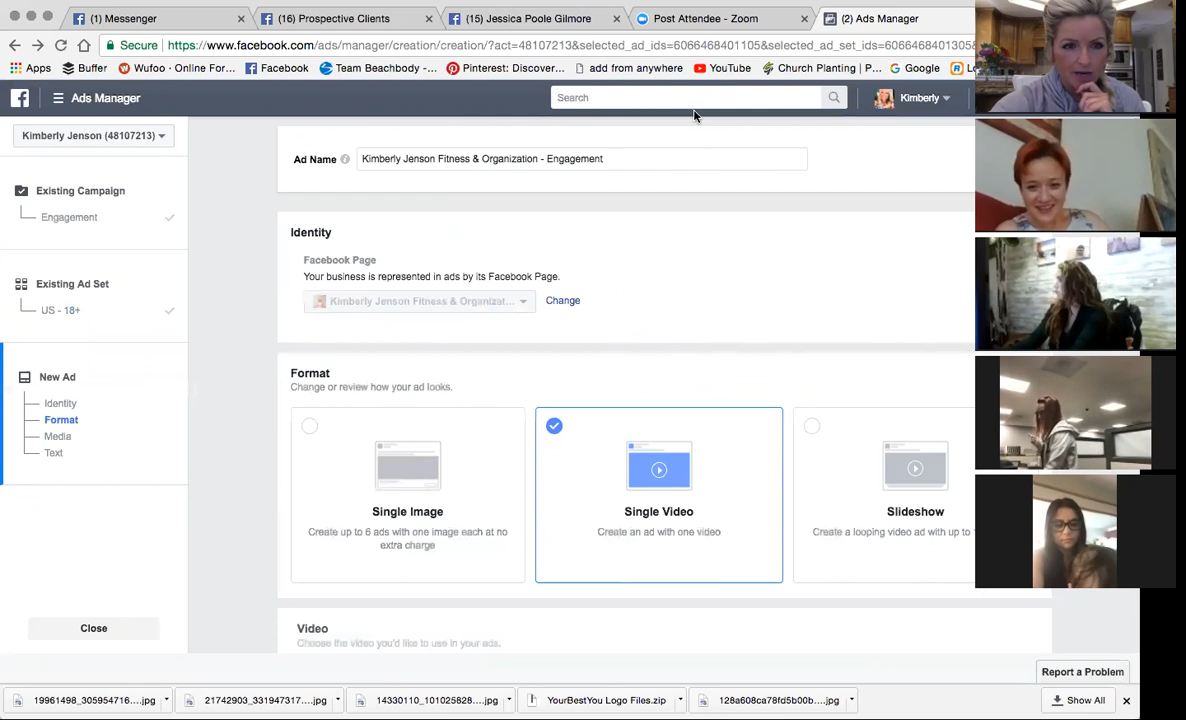 (1) Messenger
(16) Prospective Clients
(15) Jessica Poole Gilmore
Post Attendee - Zoom
(2) Ads Manager
Secure https://www.facebook.com/ads/manager/creation/creation/?act=48107213&selected_ad_ids=6066468401105&selected_ad_set_ids=6066468401305&
Apps
Buffer
Wufoo - Online For...
Facebook
Team Beachbody -...
Pinterest: Discover...
add from anywhere
YouTube
Church Planting | P...
Google
Lo
Ads Manager
Search
Kimberly
Kimberly Jenson (48107213)
Existing Campaign
Engagement
Existing Ad Set
US - 18+
New Ad
Identity
Format
Media
Text
Close
Ad Name
Kimberly Jenson Fitness & Organization - Engagement
Identity
Facebook Page
Your business is represented in ads by its Facebook Page.
Kimberly Jenson Fitness & Organizat...
Change
Format
Change or review how your ad looks.
Single Image
Create up to 6 ads with one image each at no
extra charge
Single Video
Create an ad with one video
Slideshow
Create a looping video ad with up to
Video
Choose the video you'd like to use in your ads.
Report a Problem
19961498_305954716....jpg
21742903_331947317....jpg
14330110_101025828....jpg
YourBestYou Logo Files.zip
128a608ca78fd5b00b....jpg
Show All